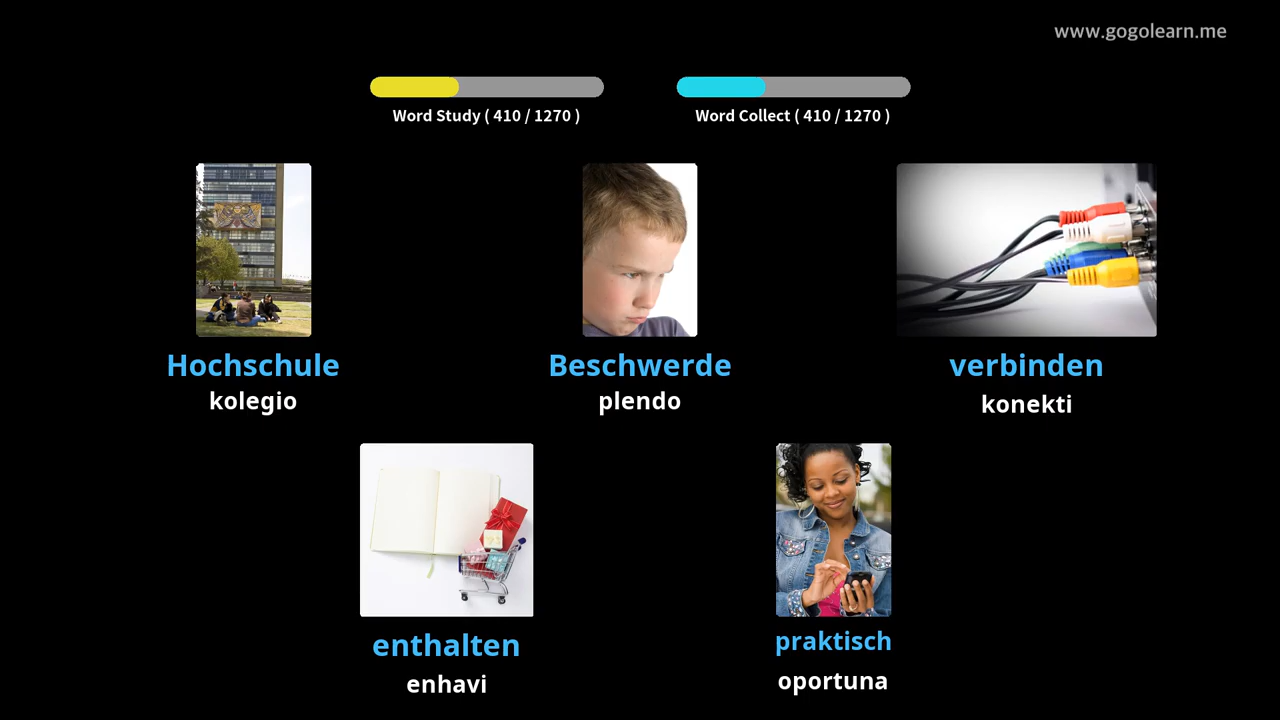 www.gogolearn.me
Word Study ( 410 / 1270 )
Word Collect ( 410 / 1270 )
Hochschule
kolegio
Beschwerde
plendo
verbinden
konekti
enthalten
enhavi
praktisch
oportuna